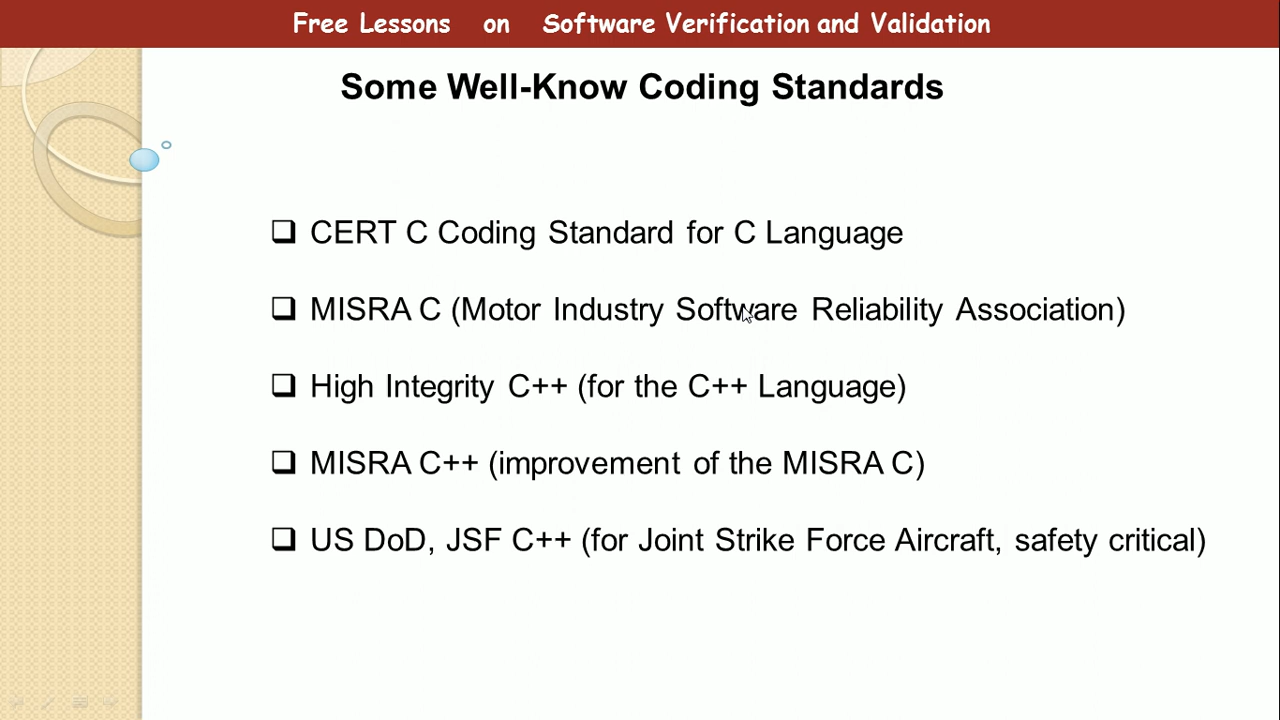 Free Lessons on Software Verification and Validation
Some Well-Know Coding Standards
CERT C Coding Standard for C Language
MISRA C (Motor Industry Software Reliability Association)
High Integrity C++ (for the C++ Language)
MISRA C++ (improvement of the MISRA C)
US DoD, JSF C++ (for Joint Strike Force Aircraft, safety critical)